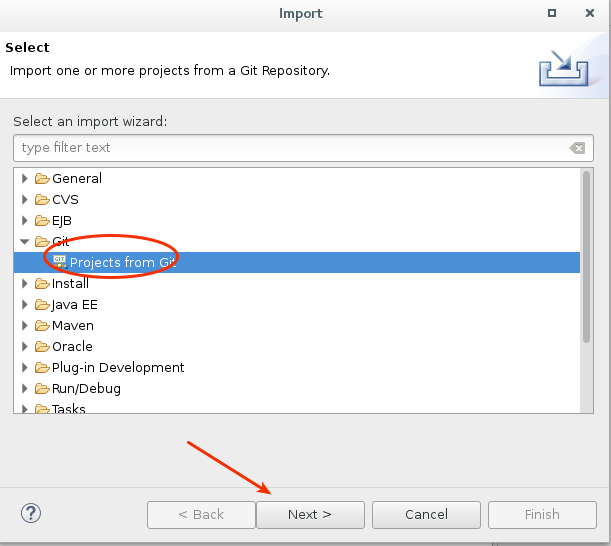 Import
Select
Import one or more projects from a Git Repository.
Select an import wizard:
type filter text
General
CVS
EJB
Git
GIT Projects from Git
Install
Java EE
Maven
Oracle
Plug-in Development
Run/Debug
Tasks
? < Back Next > Cancel Finish